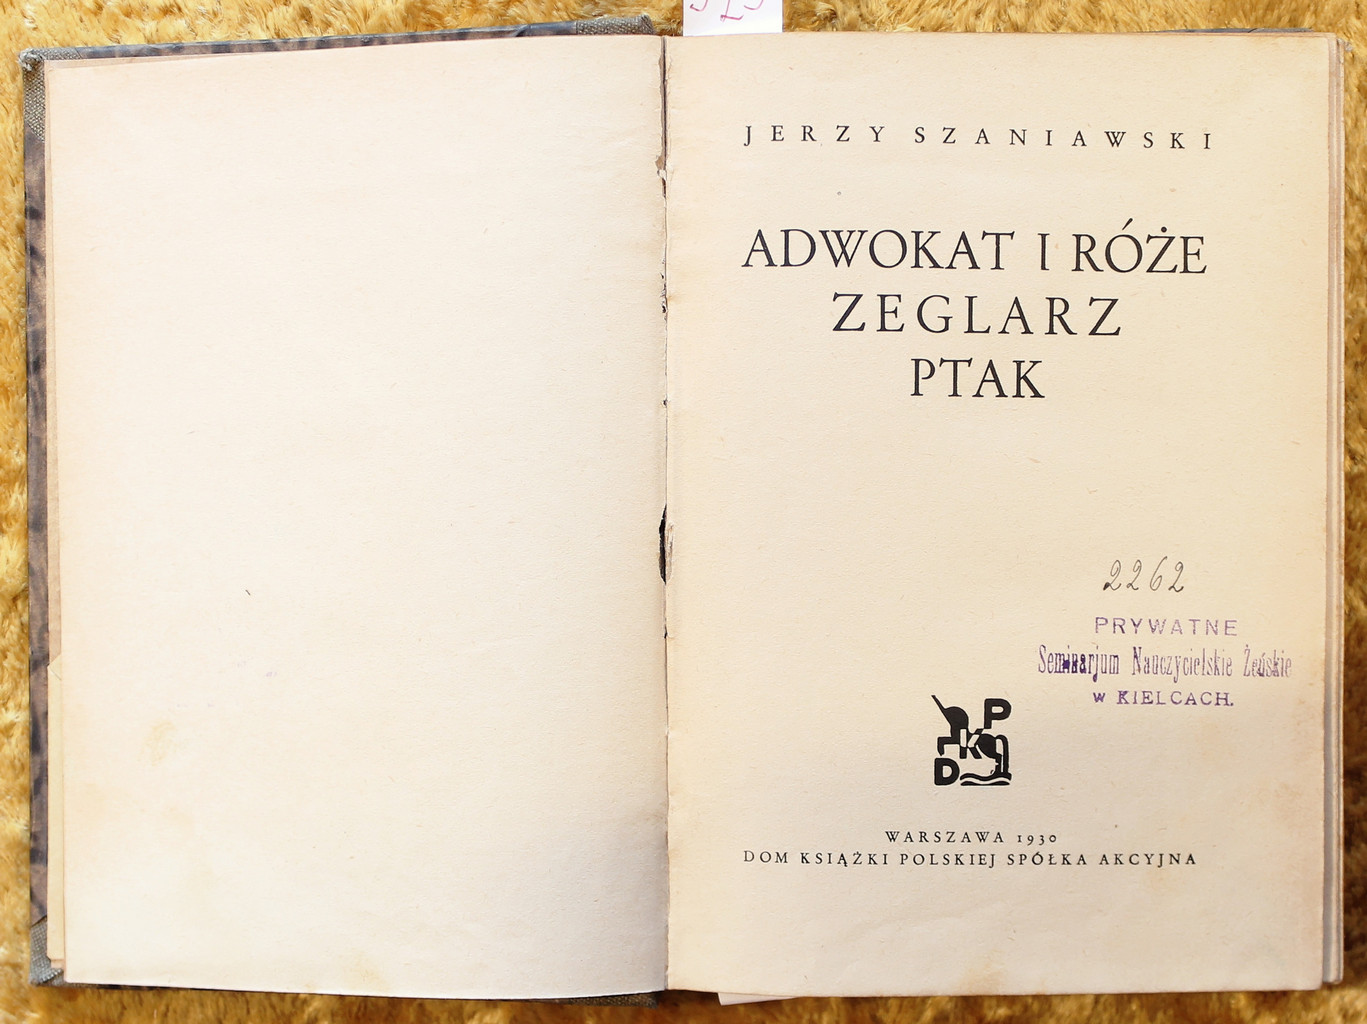 JERZY SZANIAWSKI
ADWOKAT I RÓŻE
ZEGLARZ
PTAK
2262
PRYWATNE
Seminarjum Nauczycielskie Żeńskie
w KIELCACH.
P
K
D
WARSZAWA 1930
DOM KSIĄŻKI POLSKIEJ SPÓŁKA AKCYJNA